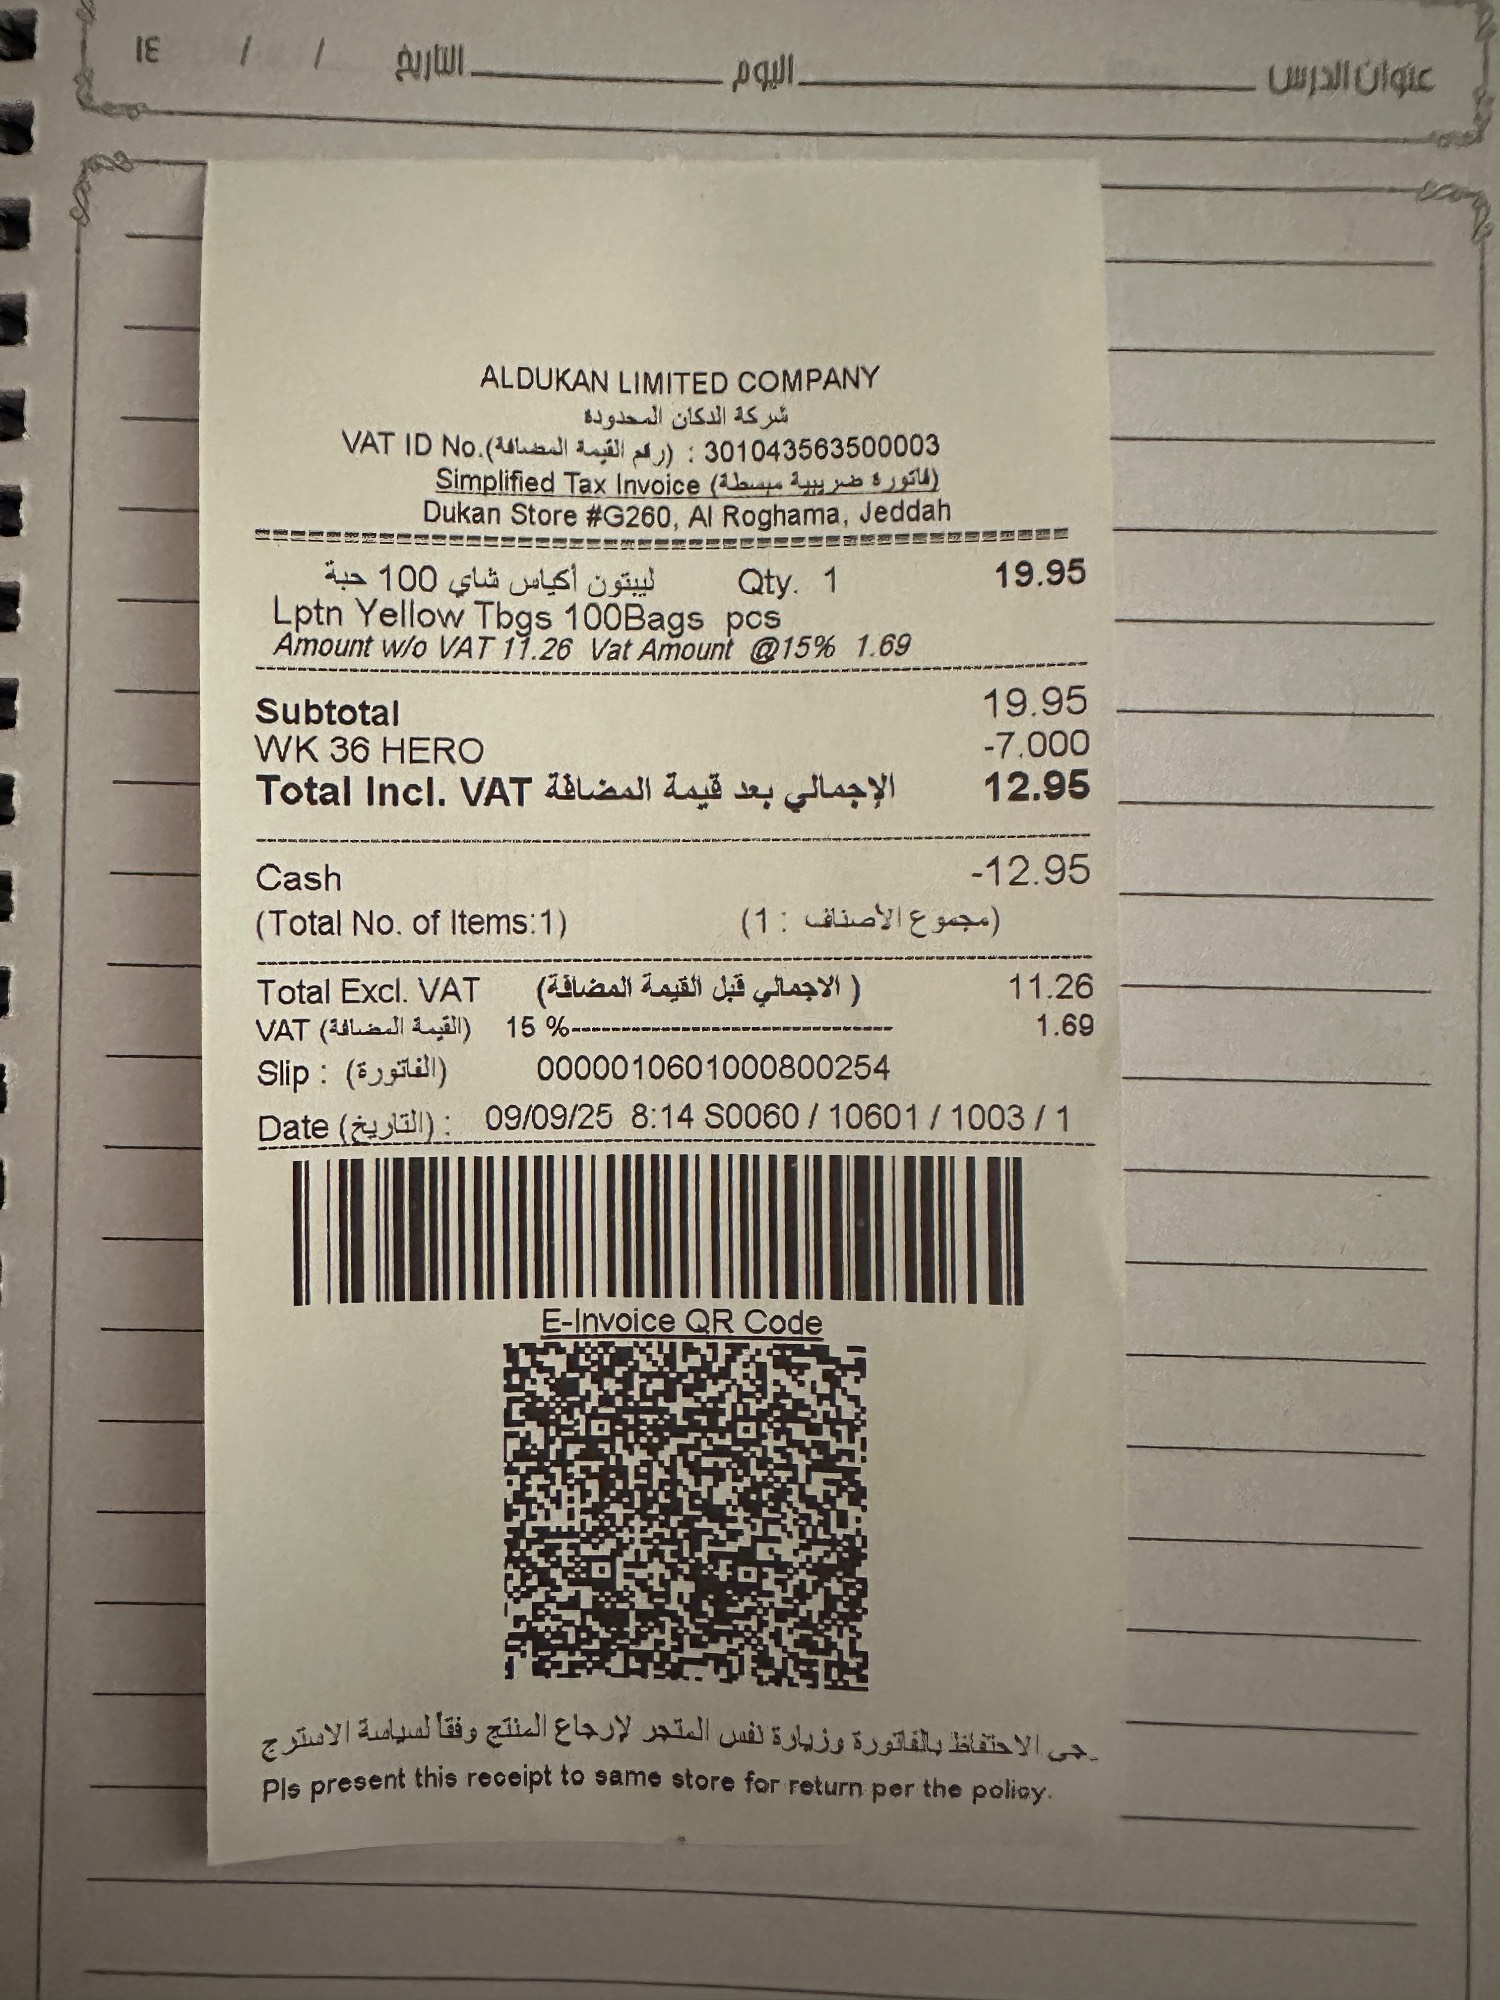 عنوان الدرس اليوم التاريخ / / ١٤
ALDUKAN LIMITED COMPANY
شركة الدكان المحدوده
VAT ID No.(رقم القيمة المضافة) : 301043563500003
Simplified Tax Invoice (فاتورة ضريبية مبسطة)
Dukan Store #G260, Al Roghama, Jeddah
ليبتون أكياس شاي 100 حبة Qty. 1 19.95
Lptn Yellow Tbgs 100Bags pcs
Amount w/o VAT 11.26 Vat Amount @15% 1.69
Subtotal 19.95
WK 36 HERO -7.000
Total Incl. VAT الإجمالي بعد قيمة المضافة 12.95
Cash -12.95
(Total No. of Items:1) (مجموع الأصناف : 1)
Total Excl. VAT (الاجمالي قبل القيمة المضافة ) 11.26
VAT (القيمة المضافة) 15 %------------------------------------ 1.69
Slip : (الفاتورة) 0000010601000800254
Date (التاريخ) : 09/09/25 8:14 S0060 / 10601 / 1003 / 1
E-Invoice QR Code
جى الاحتفاظ بالفاتورة وزيارة نفس المتجر لإرجاع المنتج وفقاً لسياسة الاسترج
Pls present this receipt to same store for return per the policy.